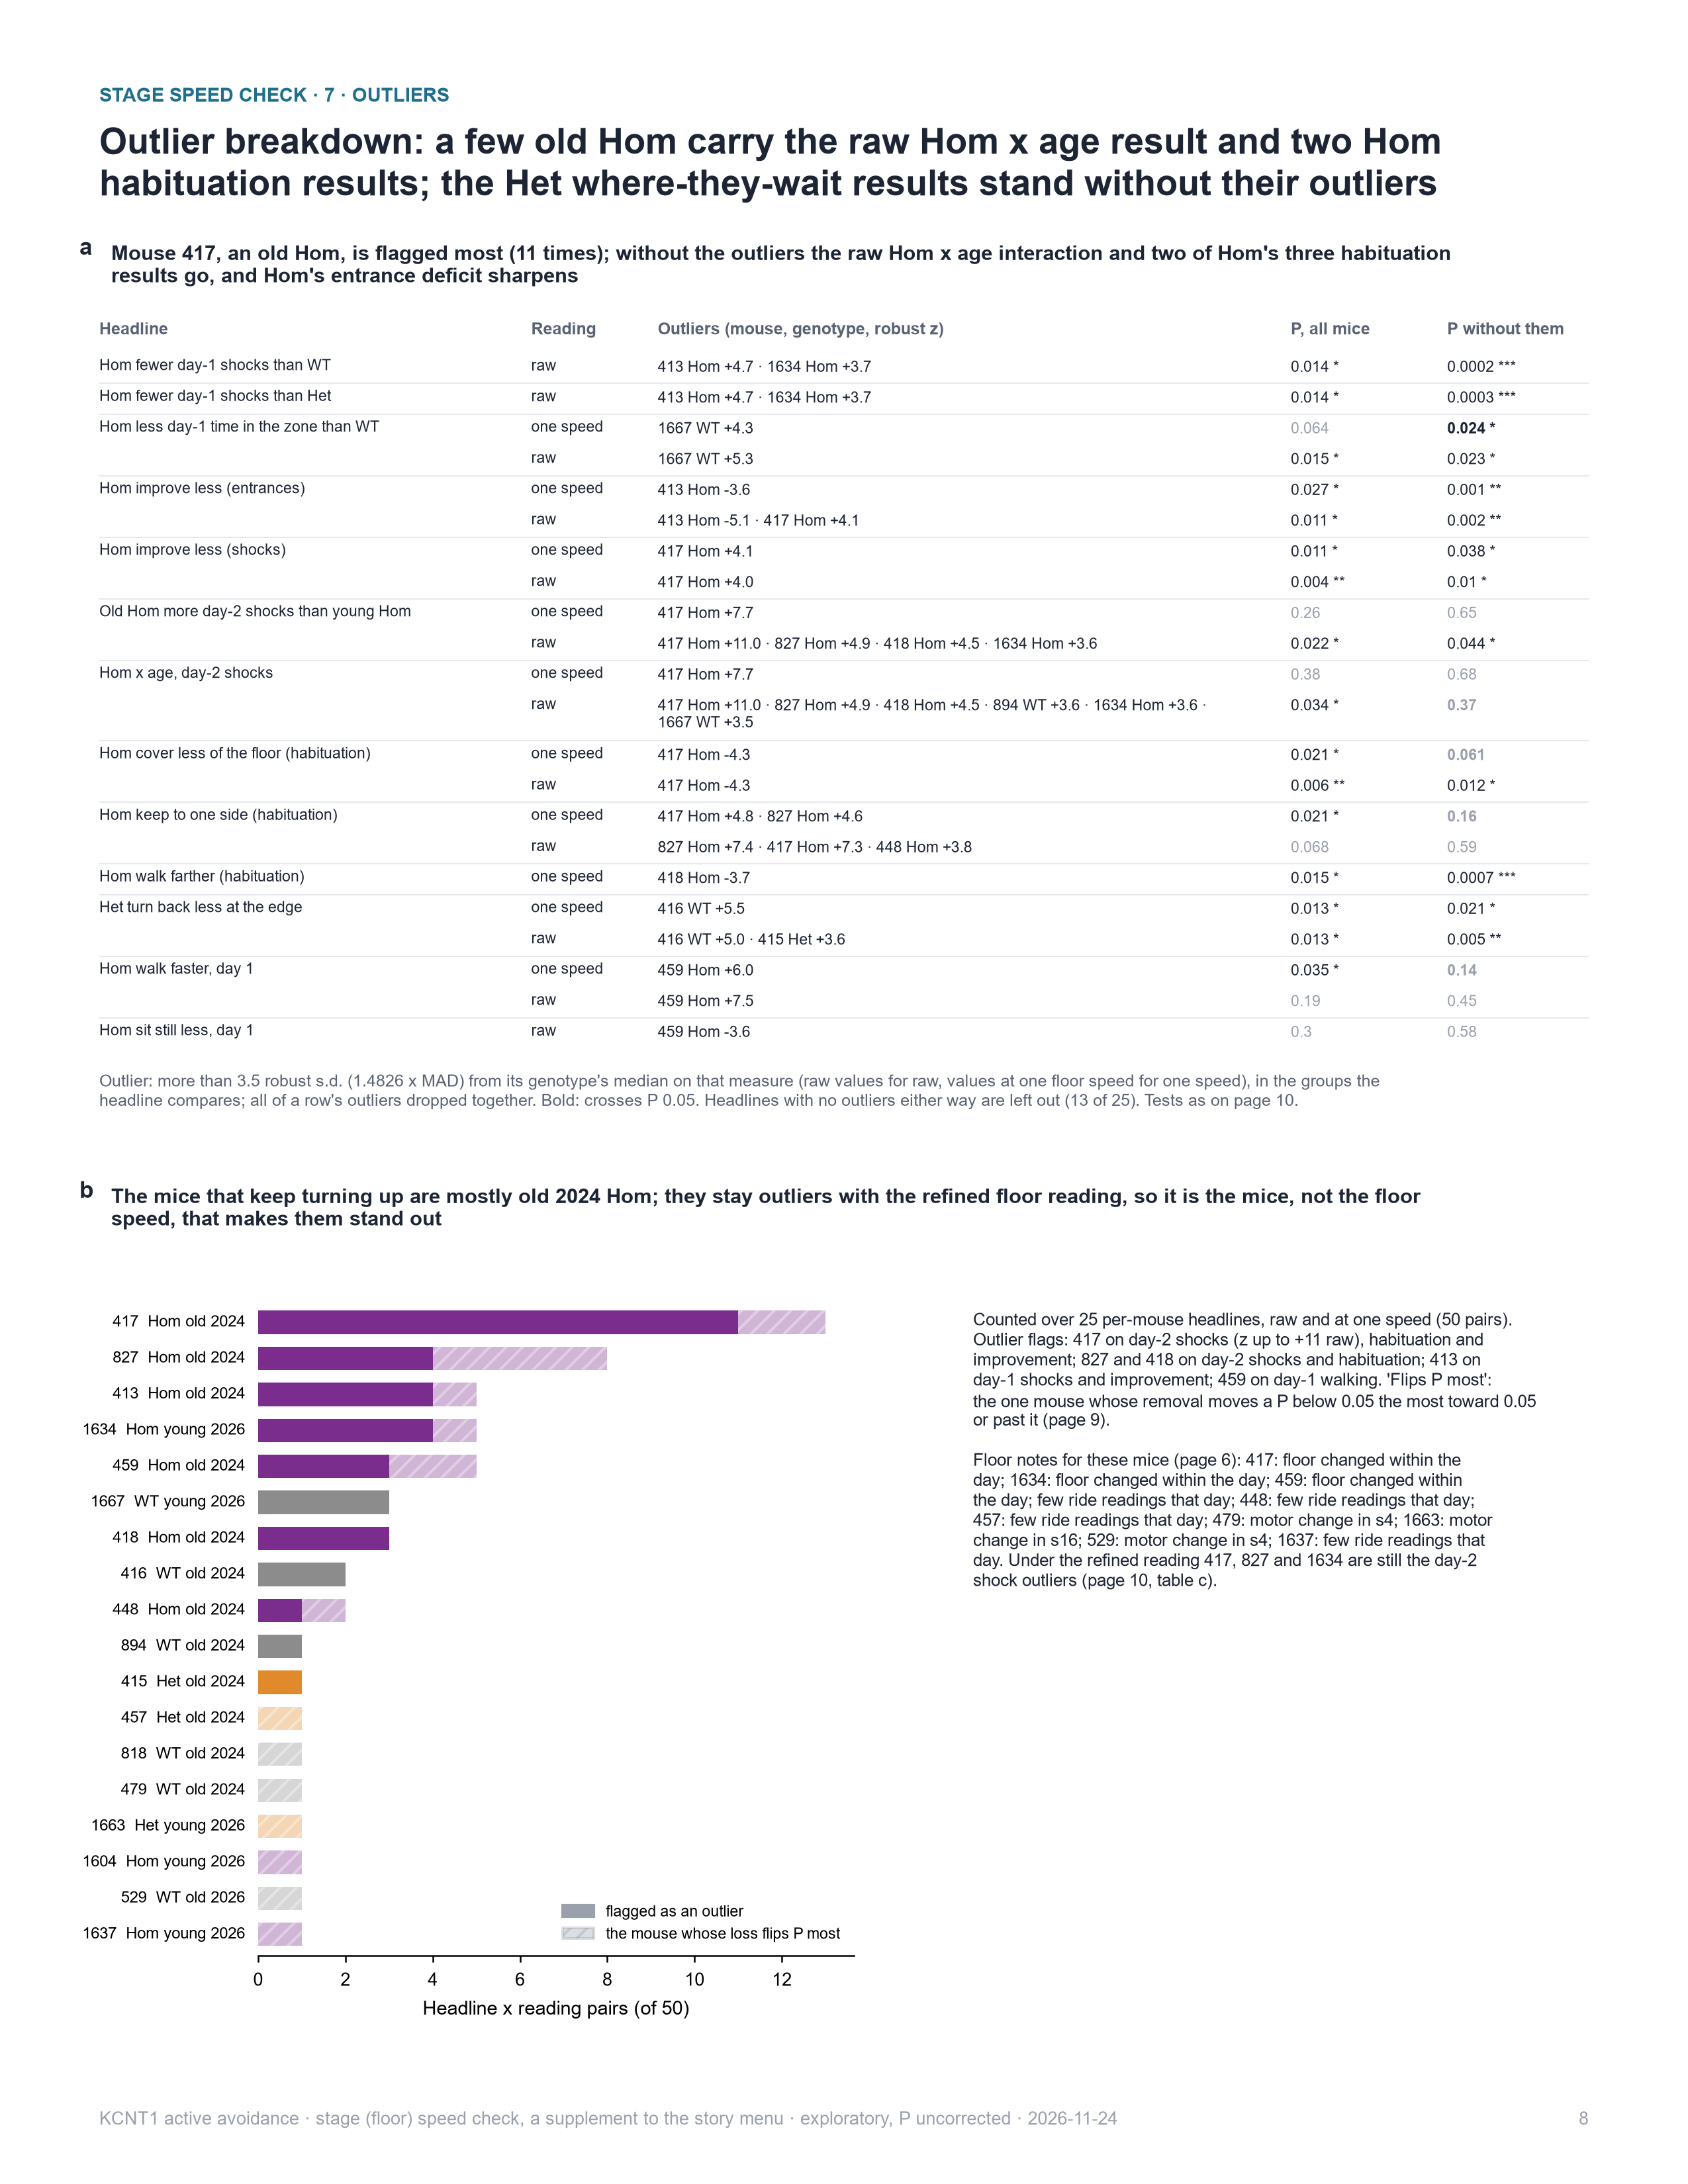 STAGE SPEED CHECK · 7 · OUTLIERS
Outlier breakdown: a few old Hom carry the raw Hom x age result and two Hom
habituation results; the Het where-they-wait results stand without their outliers
a
Mouse 417, an old Hom, is flagged most (11 times); without the outliers the raw Hom x age interaction and two of Hom's three habituation
results go, and Hom's entrance deficit sharpens
Headline Reading Outliers (mouse, genotype, robust z) P, all mice P without them
Hom fewer day-1 shocks than WT raw 413 Hom +4.7 · 1634 Hom +3.7 0.014 * 0.0002 ***
Hom fewer day-1 shocks than Het raw 413 Hom +4.7 · 1634 Hom +3.7 0.014 * 0.0003 ***
Hom less day-1 time in the zone than WT one speed 1667 WT +4.3 0.064 0.024 *
raw 1667 WT +5.3 0.015 * 0.023 *
Hom improve less (entrances) one speed 413 Hom -3.6 0.027 * 0.001 **
raw 413 Hom -5.1 · 417 Hom +4.1 0.011 * 0.002 **
Hom improve less (shocks) one speed 417 Hom +4.1 0.011 * 0.038 *
raw 417 Hom +4.0 0.004 ** 0.01 *
Old Hom more day-2 shocks than young Hom one speed 417 Hom +7.7 0.26 0.65
raw 417 Hom +11.0 · 827 Hom +4.9 · 418 Hom +4.5 · 1634 Hom +3.6 0.022 * 0.044 *
Hom x age, day-2 shocks one speed 417 Hom +7.7 0.38 0.68
raw 417 Hom +11.0 · 827 Hom +4.9 · 418 Hom +4.5 · 894 WT +3.6 · 1634 Hom +3.6 · 0.034 * 0.37
1667 WT +3.5
Hom cover less of the floor (habituation) one speed 417 Hom -4.3 0.021 * 0.061
raw 417 Hom -4.3 0.006 ** 0.012 *
Hom keep to one side (habituation) one speed 417 Hom +4.8 · 827 Hom +4.6 0.021 * 0.16
raw 827 Hom +7.4 · 417 Hom +7.3 · 448 Hom +3.8 0.068 0.59
Hom walk farther (habituation) one speed 418 Hom -3.7 0.015 * 0.0007 ***
Het turn back less at the edge one speed 416 WT +5.5 0.013 * 0.021 *
raw 416 WT +5.0 · 415 Het +3.6 0.013 * 0.005 **
Hom walk faster, day 1 one speed 459 Hom +6.0 0.035 * 0.14
raw 459 Hom +7.5 0.19 0.45
Hom sit still less, day 1 raw 459 Hom -3.6 0.3 0.58
Outlier: more than 3.5 robust s.d. (1.4826 x MAD) from its genotype's median on that measure (raw values for raw, values at one floor speed for one speed), in the groups the
headline compares; all of a row's outliers dropped together. Bold: crosses P 0.05. Headlines with no outliers either way are left out (13 of 25). Tests as on page 10.
b
The mice that keep turning up are mostly old 2024 Hom; they stay outliers with the refined floor reading, so it is the mice, not the floor
speed, that makes them stand out
417 Hom old 2024
827 Hom old 2024
413 Hom old 2024
1634 Hom young 2026
459 Hom old 2024
1667 WT young 2026
418 Hom old 2024
416 WT old 2024
448 Hom old 2024
894 WT old 2024
415 Het old 2024
457 Het old 2024
818 WT old 2024
479 WT old 2024
1663 Het young 2026
1604 Hom young 2026
529 WT old 2026
1637 Hom young 2026
flagged as an outlier
the mouse whose loss flips P most
0 2 4 6 8 10 12
Headline x reading pairs (of 50)
Counted over 25 per-mouse headlines, raw and at one speed (50 pairs).
Outlier flags: 417 on day-2 shocks (z up to +11 raw), habituation and
improvement; 827 and 418 on day-2 shocks and habituation; 413 on
day-1 shocks and improvement; 459 on day-1 walking. 'Flips P most':
the one mouse whose removal moves a P below 0.05 the most toward 0.05
or past it (page 9).
Floor notes for these mice (page 6): 417: floor changed within the
day; 1634: floor changed within the day; 459: floor changed within
the day; few ride readings that day; 448: few ride readings that day;
457: few ride readings that day; 479: motor change in s4; 1663: motor
change in s16; 529: motor change in s4; 1637: few ride readings that
day. Under the refined reading 417, 827 and 1634 are still the day-2
shock outliers (page 10, table c).
KCNT1 active avoidance · stage (floor) speed check, a supplement to the story menu · exploratory, P uncorrected · 2026-11-24
8